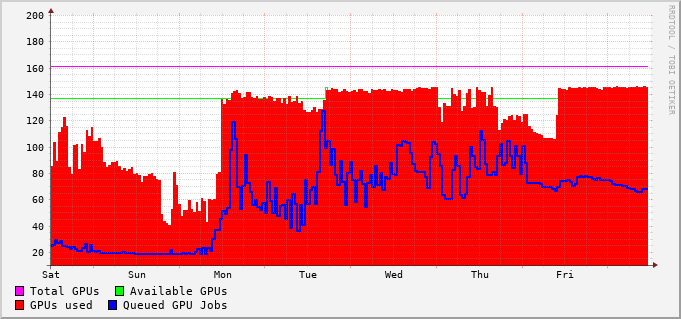 200
180
160
140
120
100
80
60
40
20
Sat Sun Mon Tue Wed Thu Fri
Total GPUs Available GPUs
GPUs used Queued GPU Jobs
RRDTOOL / TOBI OETIKER